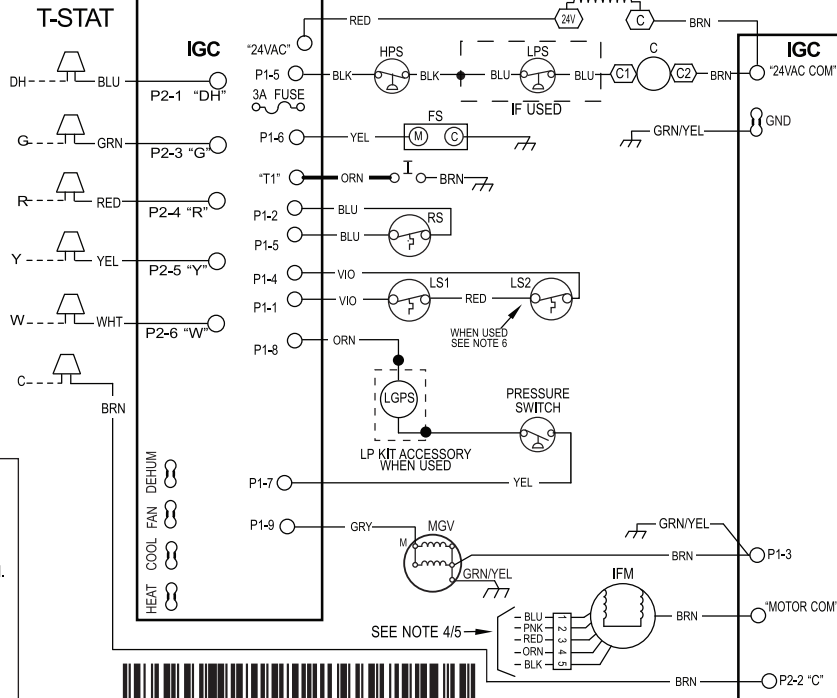 T-STAT
IGC
"24VAC"
RED
24V
C
BRN
IGC
DH
BLU
P2-1 "DH"
P1-5
BLK
HPS
BLK
BLU
LPS
BLU
C1
C
C2
BRN
"24VAC COM"
3A FUSE
IF USED
G
GRN
P2-3 "G"
P1-6
YEL
FS
M
C
GRN/YEL
GND
R
RED
P2-4 "R"
"T1"
ORN
I
BRN
P1-2
BLU
RS
P1-5
BLU
Y
YEL
P2-5 "Y"
P1-4
VIO
P1-1
VIO
LS1
RED
LS2
W
WHT
P2-6 "W"
WHEN USED
SEE NOTE 6
P1-8
ORN
C
BRN
LGPS
PRESSURE
SWITCH
LP KIT ACCESSORY
WHEN USED
DEHUM
FAN
COOL
HEAT
P1-7
YEL
P1-9
GRY
MGV
M
GRN/YEL
GRN/YEL
BRN
P1-3
IFM
SEE NOTE 4/5
BLU 1
PNK 2
RED 3
ORN 4
BLK 5
BRN
"MOTOR COM"
BRN
P2-2 "C"